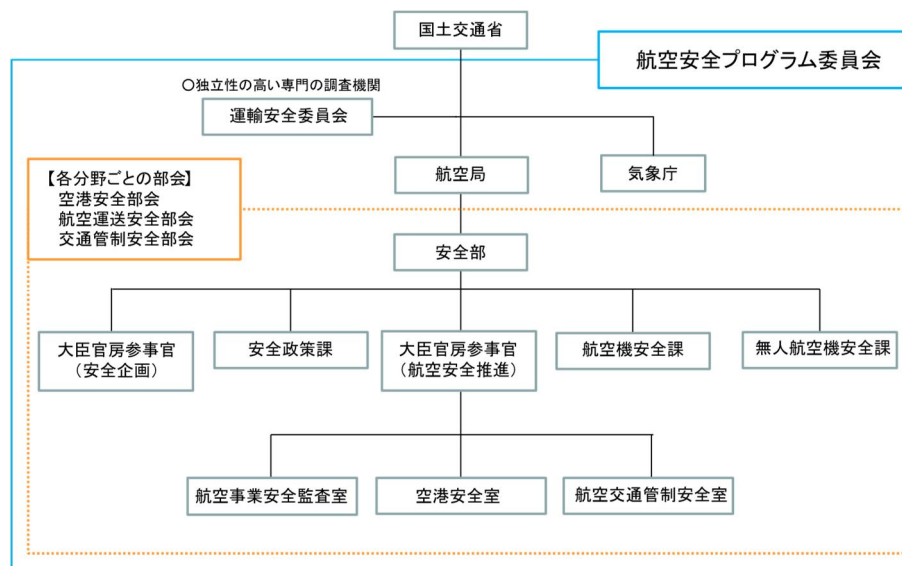 国土交通省
航空安全プログラム委員会
〇独立性の高い専門の調査機関
運輸安全委員会
航空局
気象庁
【各分野ごとの部会】
空港安全部会
航空運送安全部会
交通管制安全部会
安全部
大臣官房参事官
（安全企画）
安全政策課
大臣官房参事官
（航空安全推進）
航空機安全課
無人航空機安全課
航空事業安全監査室
空港安全室
航空交通管制安全室